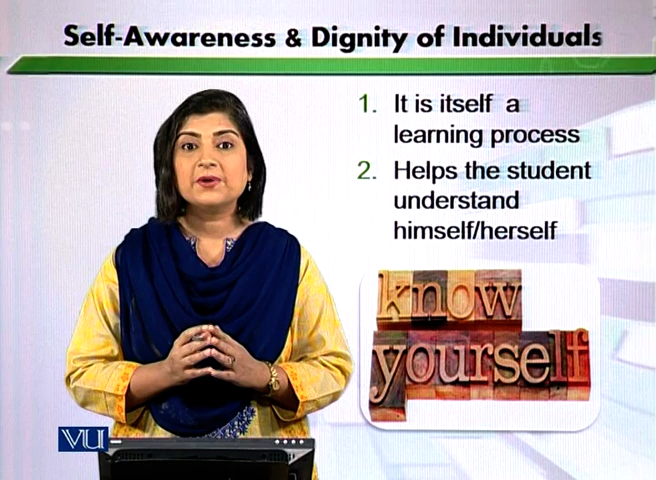 Self-Awareness & Dignity of Individuals
1. It is itself a
learning process
2. Helps the student
understand
himself/herself
know
yourself
VU